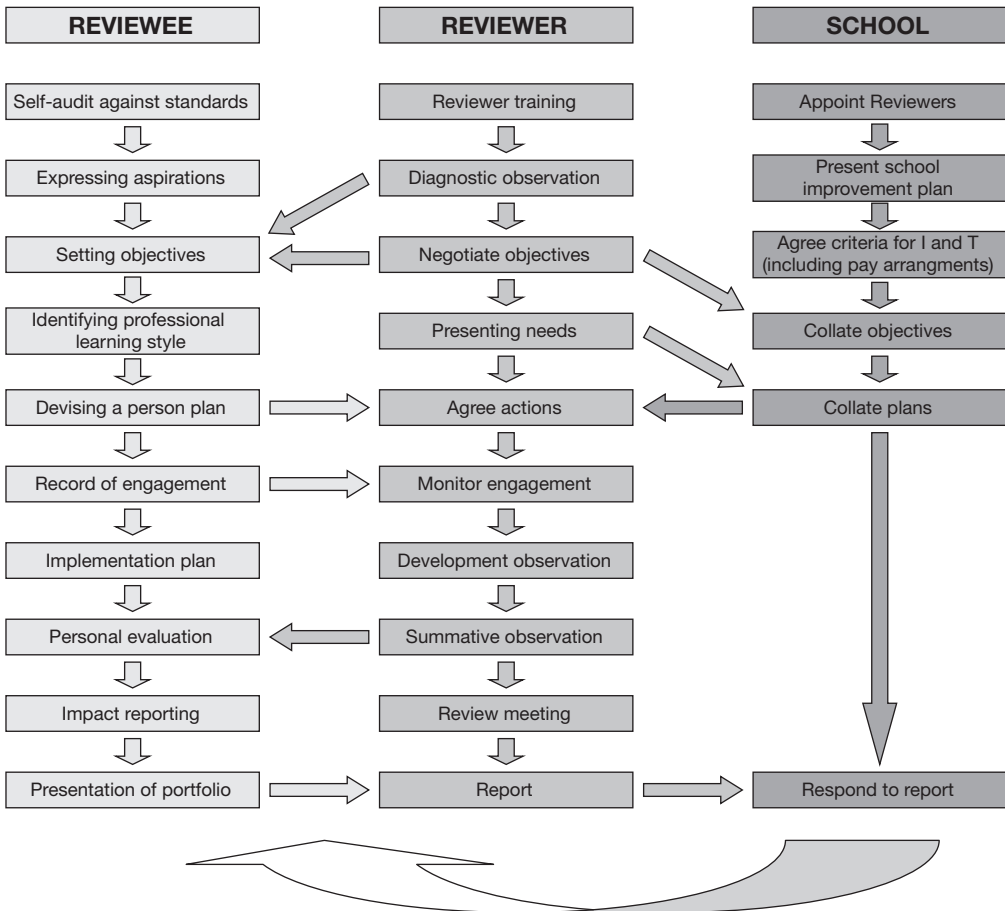 REVIEWEE
Self-audit against standards
Expressing aspirations
Setting objectives
Identifying professional
learning style
Devising a person plan
Record of engagement
Implementation plan
Personal evaluation
Impact reporting
Presentation of portfolio
REVIEWER
Reviewer training
Diagnostic observation
Negotiate objectives
Presenting needs
Agree actions
Monitor engagement
Development observation
Summative observation
Review meeting
Report
SCHOOL
Appoint Reviewers
Present school
improvement plan
Agree criteria for I and T
(including pay arrangments)
Collate objectives
Collate plans
Respond to report